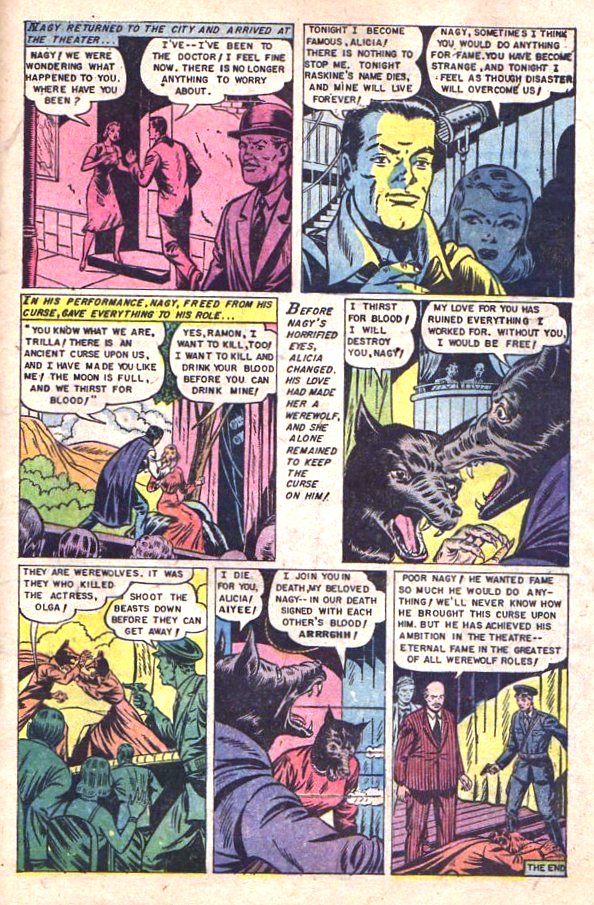 NAGY RETURNED TO THE CITY AND ARRIVED AT
THE THEATER...
NAGY! WE WERE
WONDERING WHAT
HAPPENED TO YOU.
WHERE HAVE YOU
BEEN?
I'VE--I'VE BEEN TO
THE DOCTOR! I FEEL FINE
NOW. THERE IS NO LONGER
ANYTHING TO WORRY
ABOUT.
TONIGHT I BECOME
FAMOUS, ALICIA!
THERE IS NOTHING
TO STOP ME. TONIGHT
RASKINE'S NAME DIES,
AND MINE WILL LIVE
FOREVER!
NAGY, SOMETIMES I THINK
YOU WOULD DO ANYTHING
FOR-FAME. YOU HAVE BECOME
STRANGE, AND TONIGHT I
FEEL AS THOUGH DISASTER
WILL OVERCOME US!
IN HIS PERFORMANCE, NAGY, FREED FROM HIS
CURSE, GAVE EVERYTHING TO HIS ROLE...
"YOU KNOW WHAT WE ARE,
TRILLA! THERE IS AN
ANCIENT CURSE UPON US,
AND I HAVE MADE YOU LIKE
ME! THE MOON IS FULL,
AND WE THIRST FOR
BLOOD!"
YES, RAMON, I
WANT TO KILL, TOO!
I WANT TO KILL AND
DRINK YOUR BLOOD
BEFORE YOU CAN
DRINK MINE!
BEFORE
NAGY'S
HORRIFIED
EYES,
ALICIA
CHANGED.
HIS LOVE
HAD MADE
HER A
WEREWOLF,
AND SHE
ALONE
REMAINED
TO KEEP
THE
CURSE
ON HIM!
I THIRST
FOR BLOOD!
I WILL
DESTROY
YOU, NAGY!
MY LOVE FOR YOU HAS
RUINED EVERYTHING I
WORKED FOR. WITHOUT YOU,
I WOULD BE FREE!
THEY ARE WEREWOLVES. IT WAS
THEY WHO KILLED
THE ACTRESS,
OLGA!
SHOOT THE
BEASTS DOWN
BEFORE THEY CAN
GET AWAY!
I DIE.
FOR YOU,
ALICIA!
AIYEE!
I JOIN YOU IN
DEATH, MY BELOVED
NAGY-- IN OUR DEATH
SIGNED WITH EACH
OTHER'S BLOOD!
ARRRGHH!
POOR NAGY! HE WANTED FAME
SO MUCH HE WOULD DO ANY-
THING! WE'LL NEVER KNOW HOW
HE BROUGHT THIS CURSE UPON
HIM. BUT HE HAS ACHIEVED HIS
AMBITION IN THE THEATRE--
ETERNAL FAME IN THE GREATEST
OF ALL WEREWOLF ROLES!
THE END